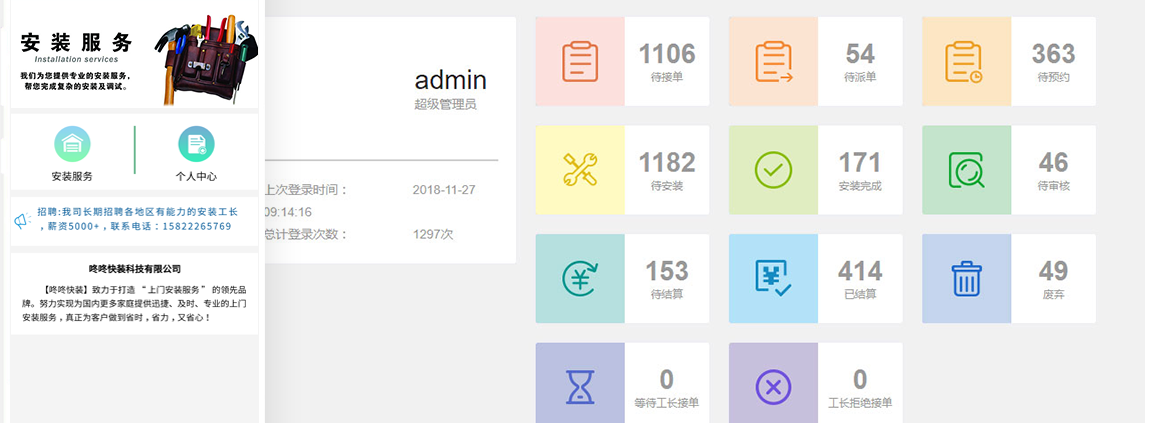 安装服务
Installation services
我们为您提供专业的安装服务，
帮您完成复杂的安装及调试。
安装服务
个人中心
招聘:我司长期招聘各地区有能力的安装工长
，薪资5000+，联系电话：15822265769
咚咚快装科技有限公司
【咚咚快装】致力于打造 “上门安装服务” 的领先品
牌。努力实现为国内更多家庭提供迅捷、及时、专业的上门
安装服务，真正为客户做到省时，省力，又省心！
admin
超级管理员
上次登录时间：
2018-11-27
09:14:16
总计登录次数：
1297次
1106
待接单
54
待派单
363
待预约
1182
待安装
171
安装完成
46
待审核
153
待结算
414
已结算
49
废弃
0
等待工长接单
0
工长拒绝接单